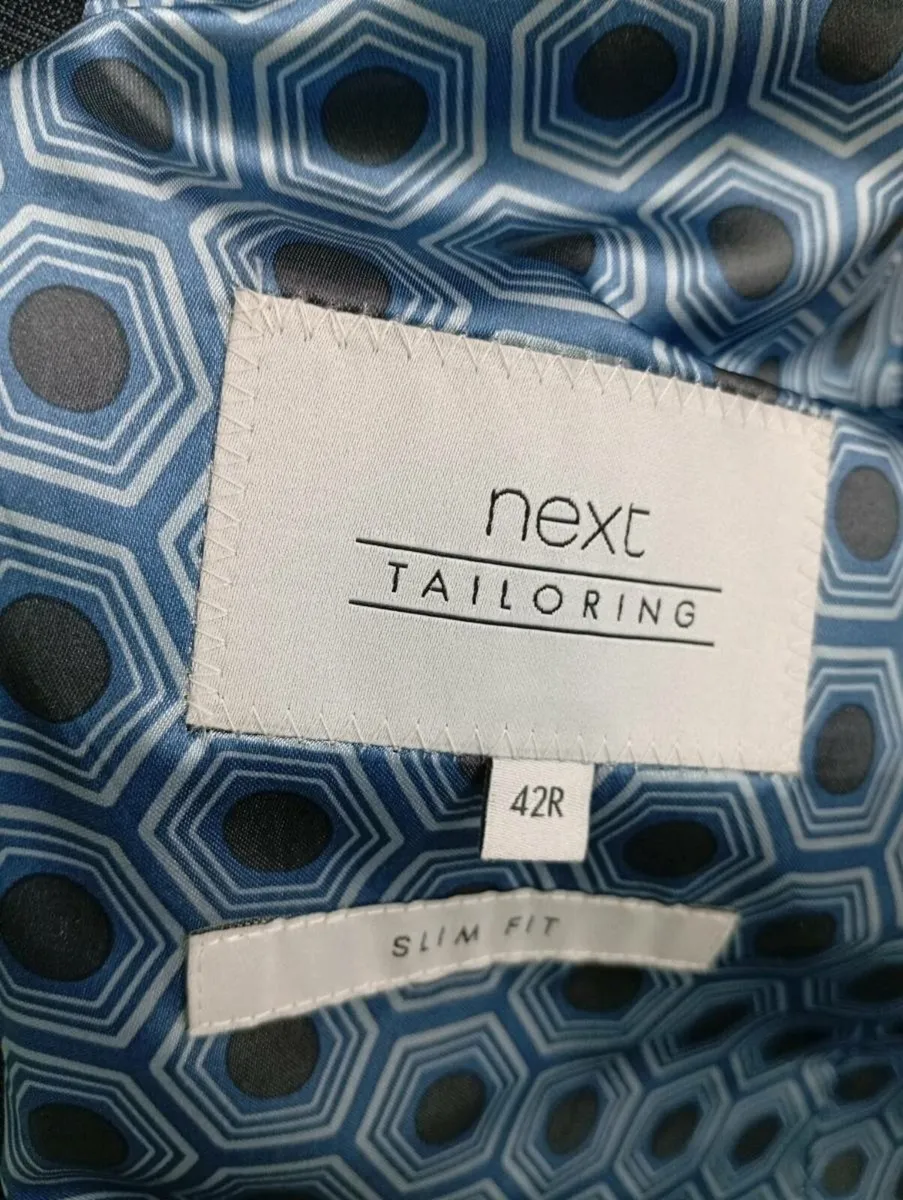 next
TAILORING
42R
SLIM FIT